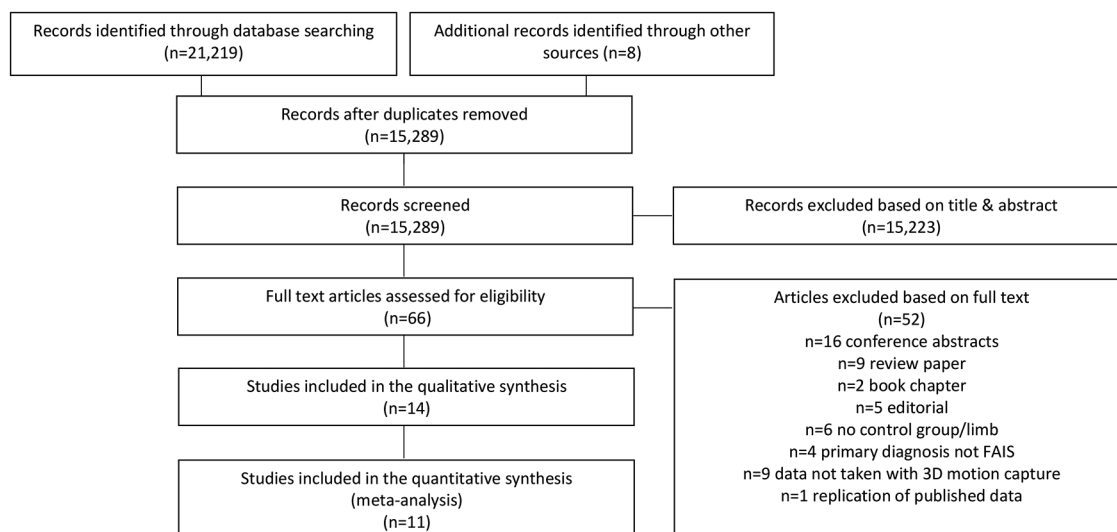 Records identified through database searching
(n=21,219)
Additional records identified through other
sources (n=8)
Records after duplicates removed
(n=15,289)
Records screened
(n=15,289)
Records excluded based on title & abstract
(n=15,223)
Full text articles assessed for eligibility
(n=66)
Articles excluded based on full text
(n=52)
n=16 conference abstracts
n=9 review paper
n=2 book chapter
n=5 editorial
n=6 no control group/limb
n=4 primary diagnosis not FAIS
n=9 data not taken with 3D motion capture
n=1 replication of published data
Studies included in the qualitative synthesis
(n=14)
Studies included in the quantitative synthesis
(meta-analysis)
(n=11)